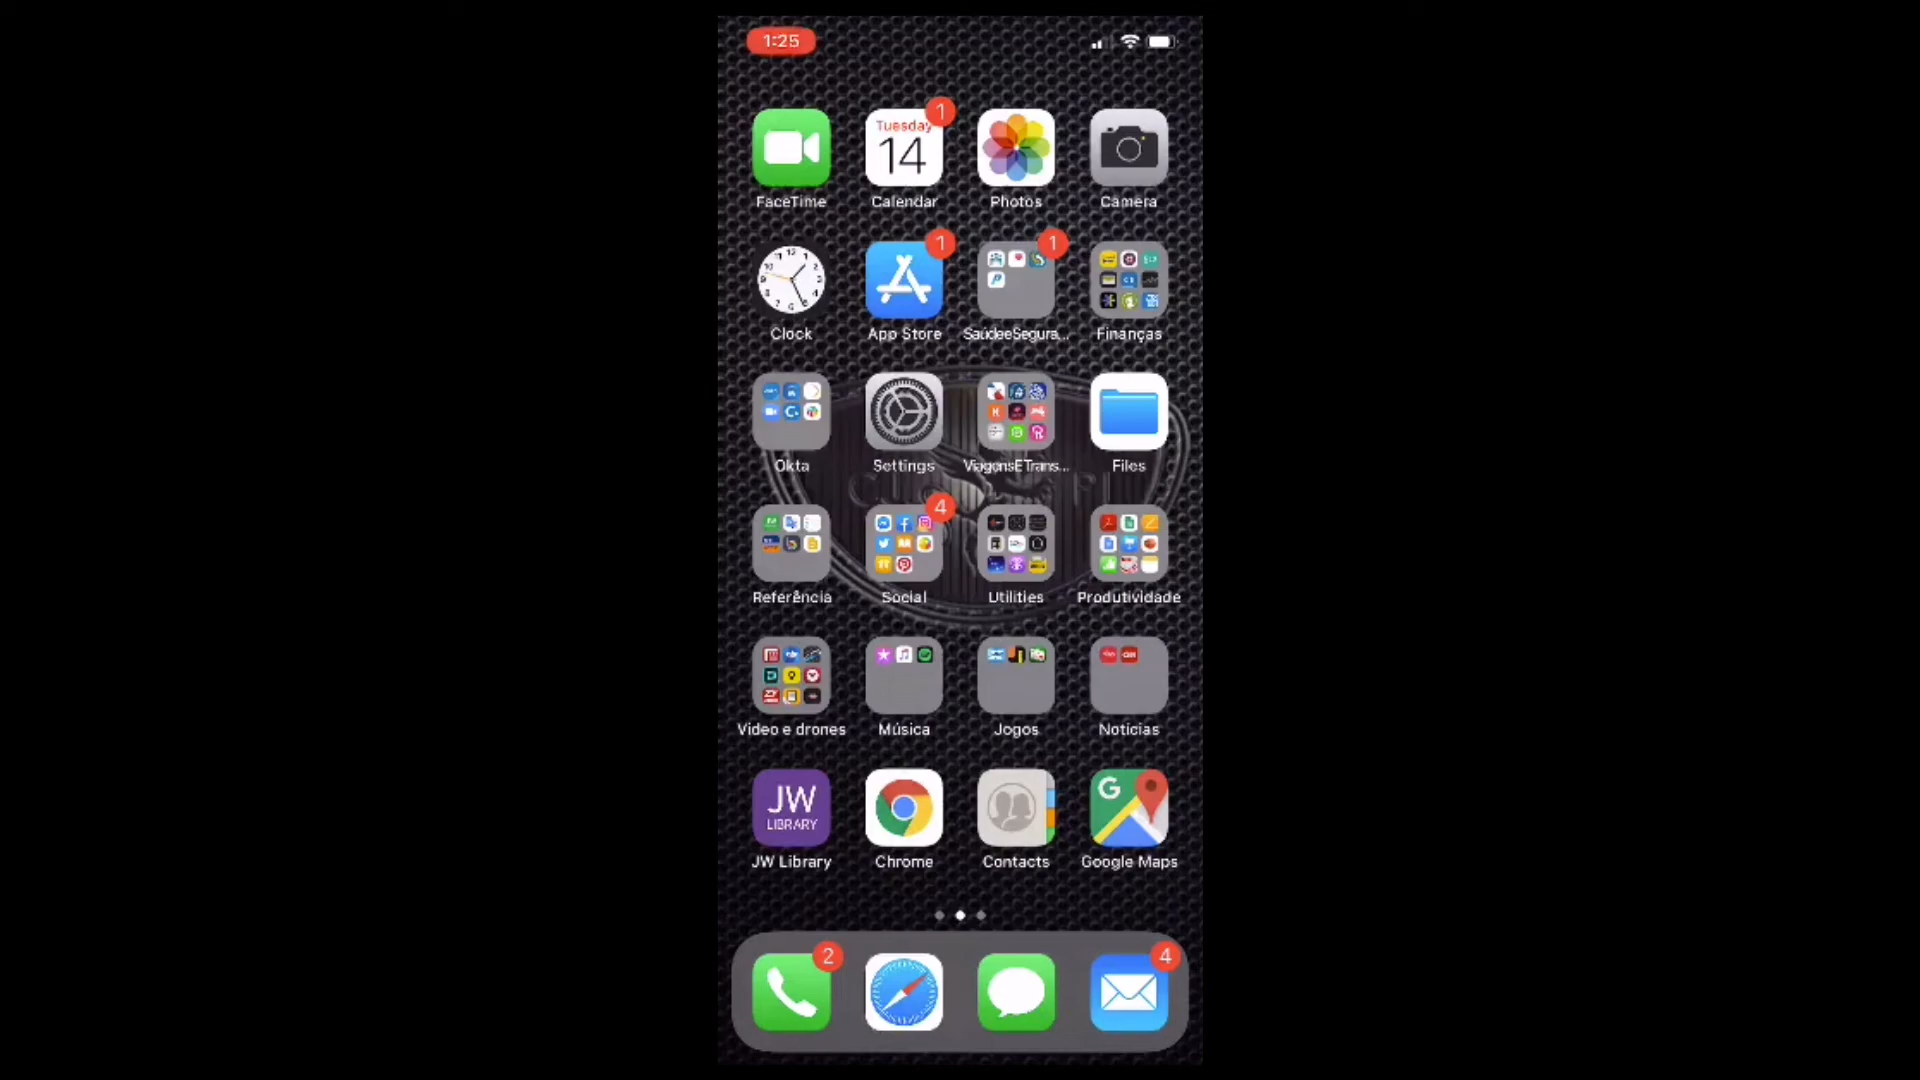 1:25
1
Tuesday
14
FaceTime
Calendar
Photos
Camera
1
1
Clock
App Store
SaúdeeSegura...
Finanças
Okta
Settings
ViagensETrans...
Files
4
Referência
Social
Utilities
Produtividade
Video e drones
Música
Jogos
Notícias
JW
LIBRARY
G
JW Library
Chrome
Contacts
Google Maps
2
4